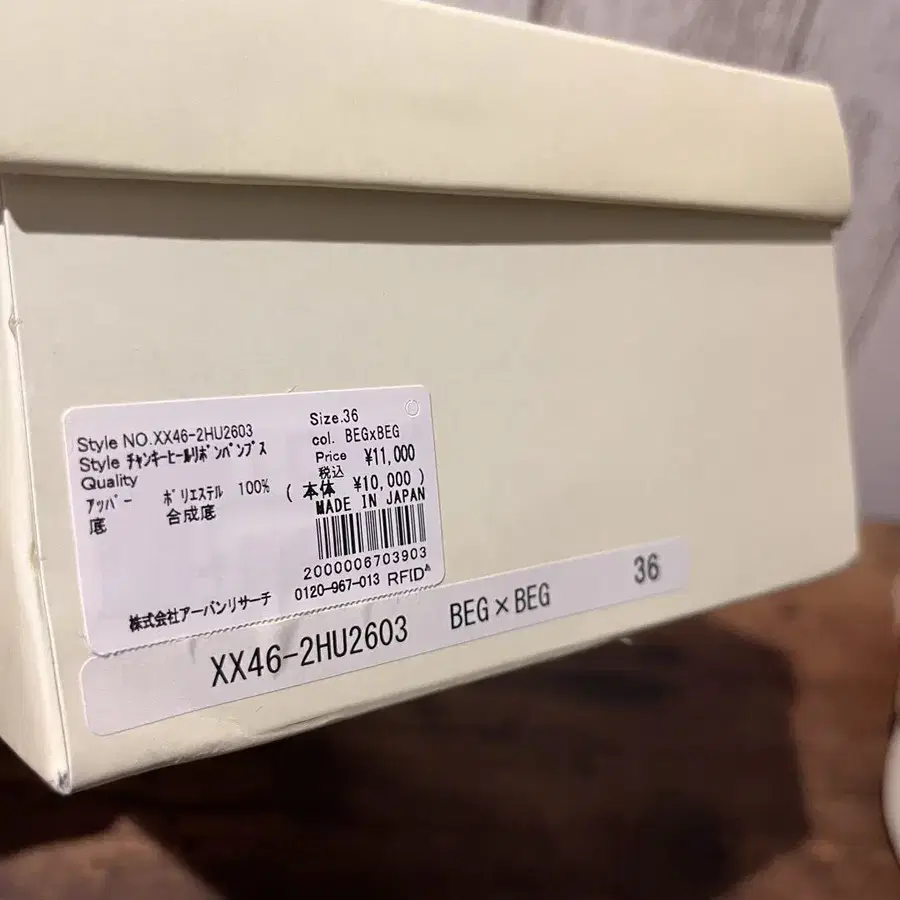 Style NO.XX46-2HU2603
Style チャンキーヒールリボンパンプス
Quality
アッパー ポリエステル 100%
底 合成底
Size.36
col. BEGxBEG
Price ¥11,000
税込
( 本体 ¥10,000 )
MADE IN JAPAN
2000006703903
0120-967-013 RFID
株式会社アーバンリサーチ
XX46-2HU2603 BEG×BEG 36